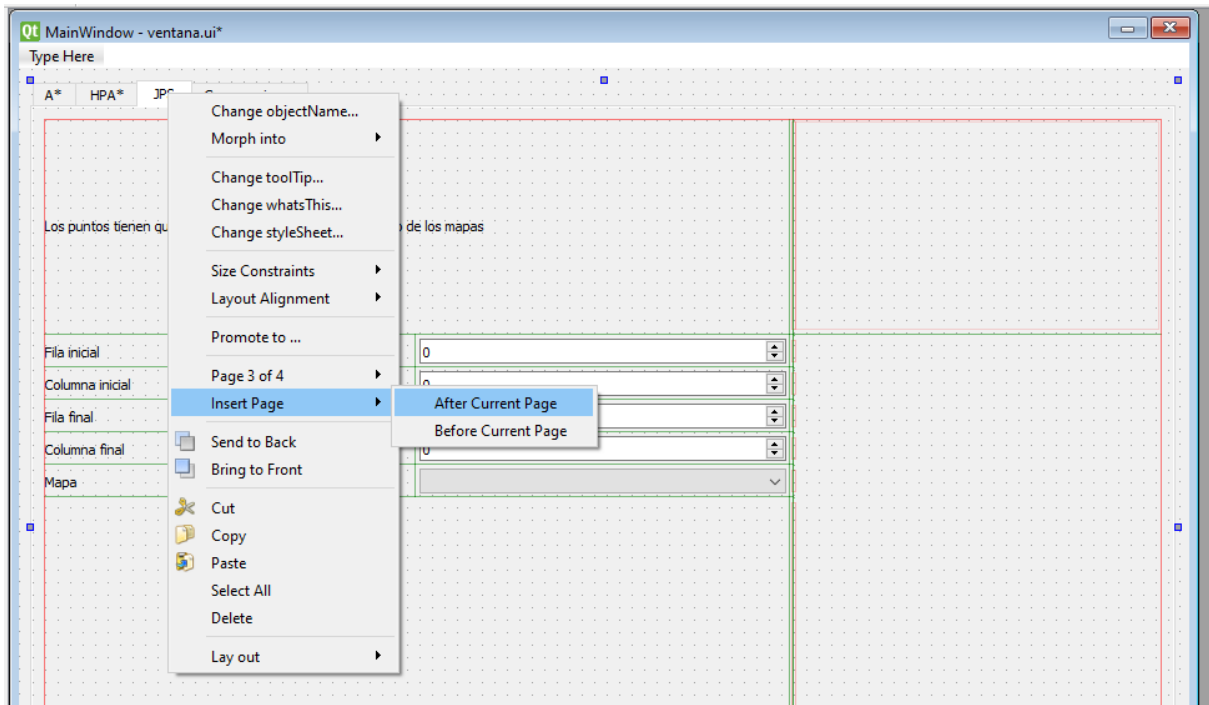 MainWindow - ventana.ui*
Type Here
A* HPA*
Change objectName...
Morph into
Change toolTip...
Change whatsThis...
Change styleSheet...
Size Constraints
Layout Alignment
Promote to ...
Page 3 of 4
Insert Page
After Current Page
Before Current Page
Send to Back
Bring to Front
Cut
Copy
Paste
Select All
Delete
Lay out
Los puntos tienen de los mapas
Fila inicial 0
Columna inicial 0
Fila final
Columna final 0
Mapa